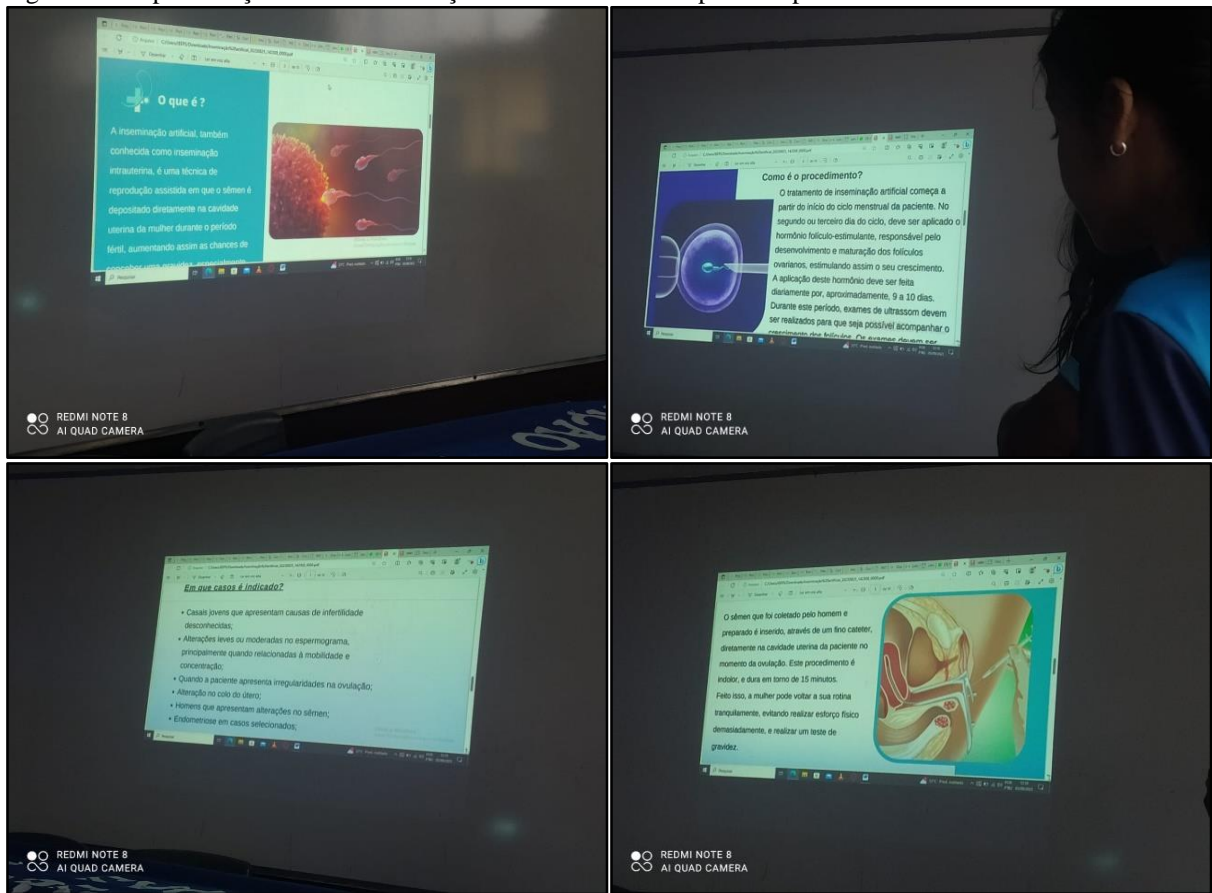 O que é ?
A inseminação artificial, também
conhecida como inseminação
intrauterina, é uma técnica de
reprodução assistida em que o sêmen é
depositado diretamente na cavidade
uterina da mulher durante o período
fértil, aumentando assim as chances de
REDMI NOTE 8
AI QUAD CAMERA
ÇÃO
Como é o procedimento?
O tratamento de inseminação artificial começa a
partir do início do ciclo menstrual da paciente. No
segundo ou terceiro dia do ciclo, deve ser aplicado o
hormônio folículo-estimulante, responsável pelo
desenvolvimento e maturação dos folículos
ovarianos, estimulando assim o seu crescimento.
A aplicação deste hormônio deve ser feita
diariamente por, aproximadamente, 9 a 10 dias.
Durante este período, exames de ultrassom devem
ser realizados para que seja possível acompanhar o
crescimento dos folículos. Os exames devem ser
REDMI NOTE 8
AI QUAD CAMERA
Em que casos é indicado?
• Casais jovens que apresentam causas de infertilidade
desconhecidas;
• Alterações leves ou moderadas no espermograma,
principalmente quando relacionadas à mobilidade e
concentração;
• Quando a paciente apresenta irregularidades na ovulação;
• Alteração no colo do útero;
• Homens que apresentam alterações no sêmen;
• Endometriose em casos selecionados;
REDMI NOTE 8
AI QUAD CAMERA
O sêmen que foi coletado pelo homem e
preparado é inserido, através de um fino cateter,
diretamente na cavidade uterina da paciente no
momento da ovulação. Este procedimento é
indolor, e dura em torno de 15 minutos.
Feito isso, a mulher pode voltar a sua rotina
tranquilamente, evitando realizar esforço físico
demasiadamente, e realizar um teste de
gravidez.
REDMI NOTE 8
AI QUAD CAMERA